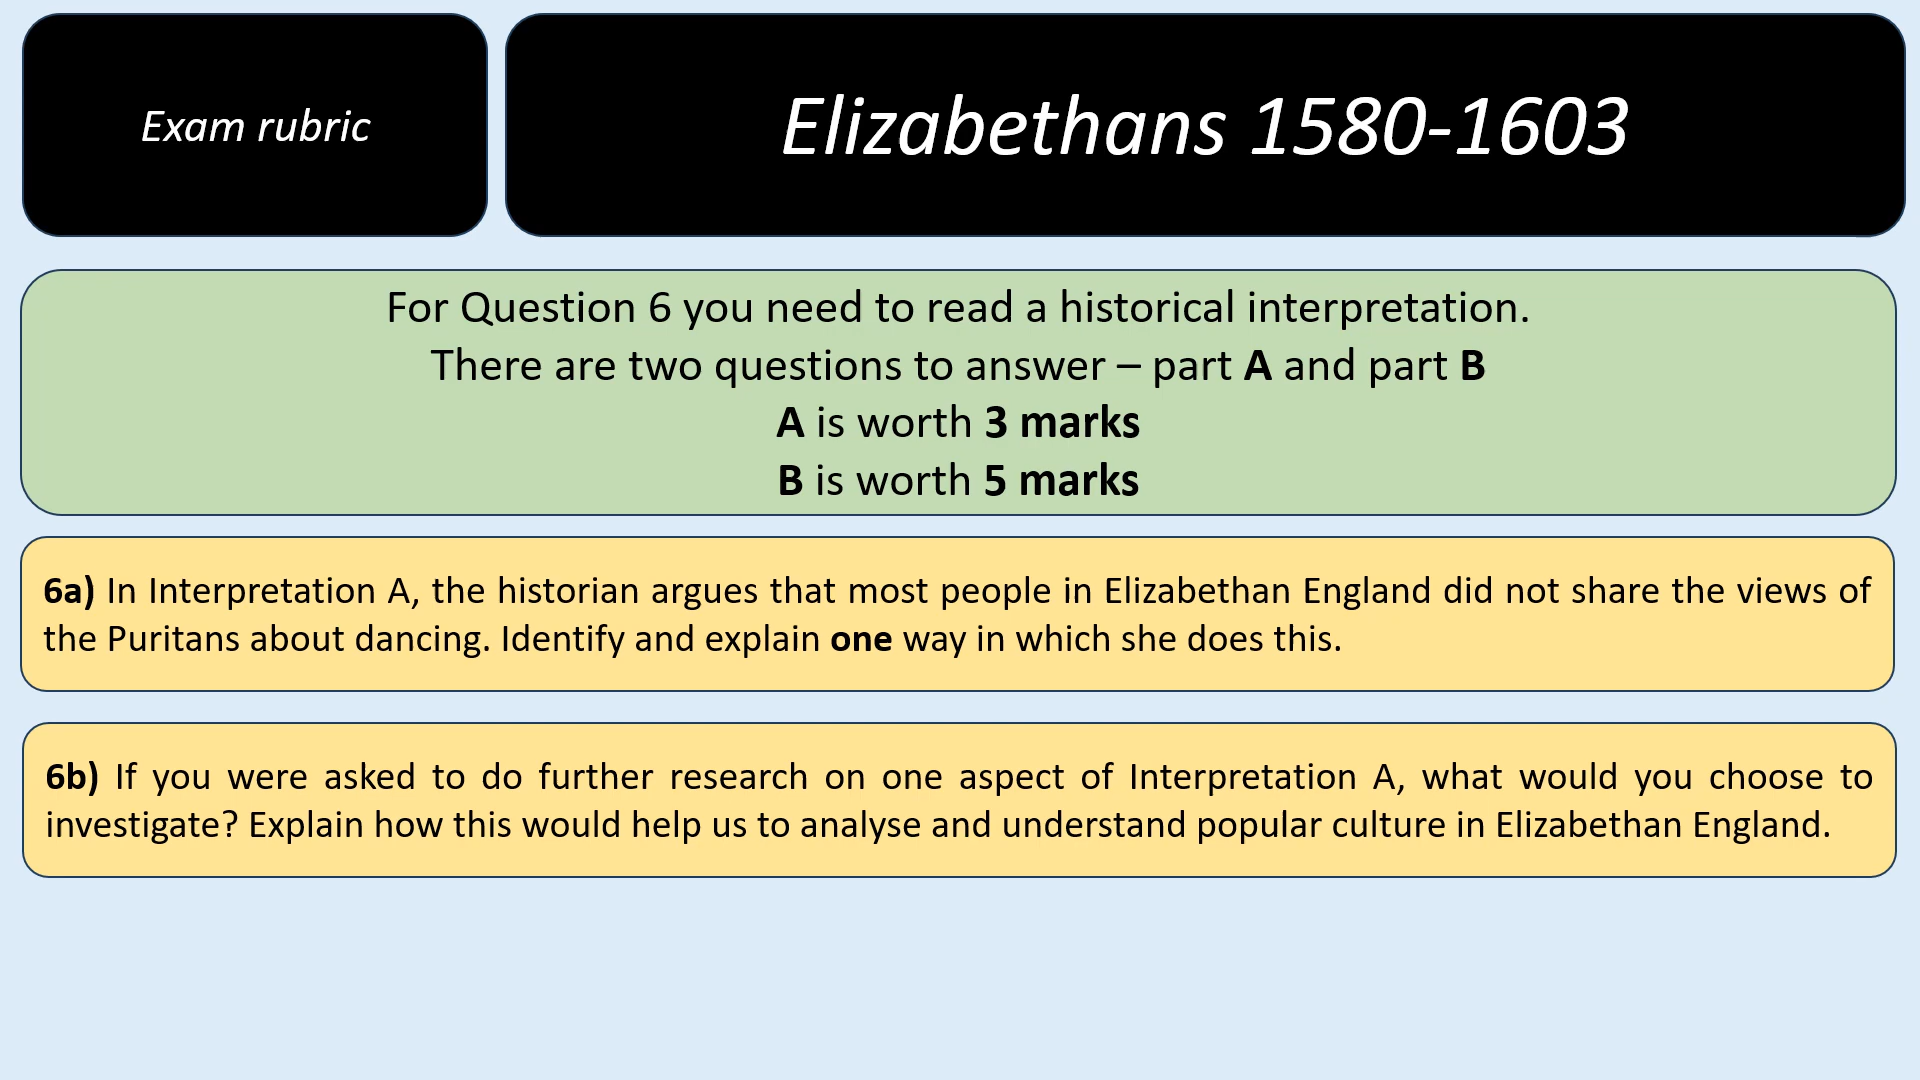 Exam rubric
Elizabethans 1580-1603
For Question 6 you need to read a historical interpretation.
There are two questions to answer – part A and part B
A is worth 3 marks
B is worth 5 marks
6a) In Interpretation A, the historian argues that most people in Elizabethan England did not share the views of
the Puritans about dancing. Identify and explain one way in which she does this.
6b) If you were asked to do further research on one aspect of Interpretation A, what would you choose to
investigate? Explain how this would help us to analyse and understand popular culture in Elizabethan England.